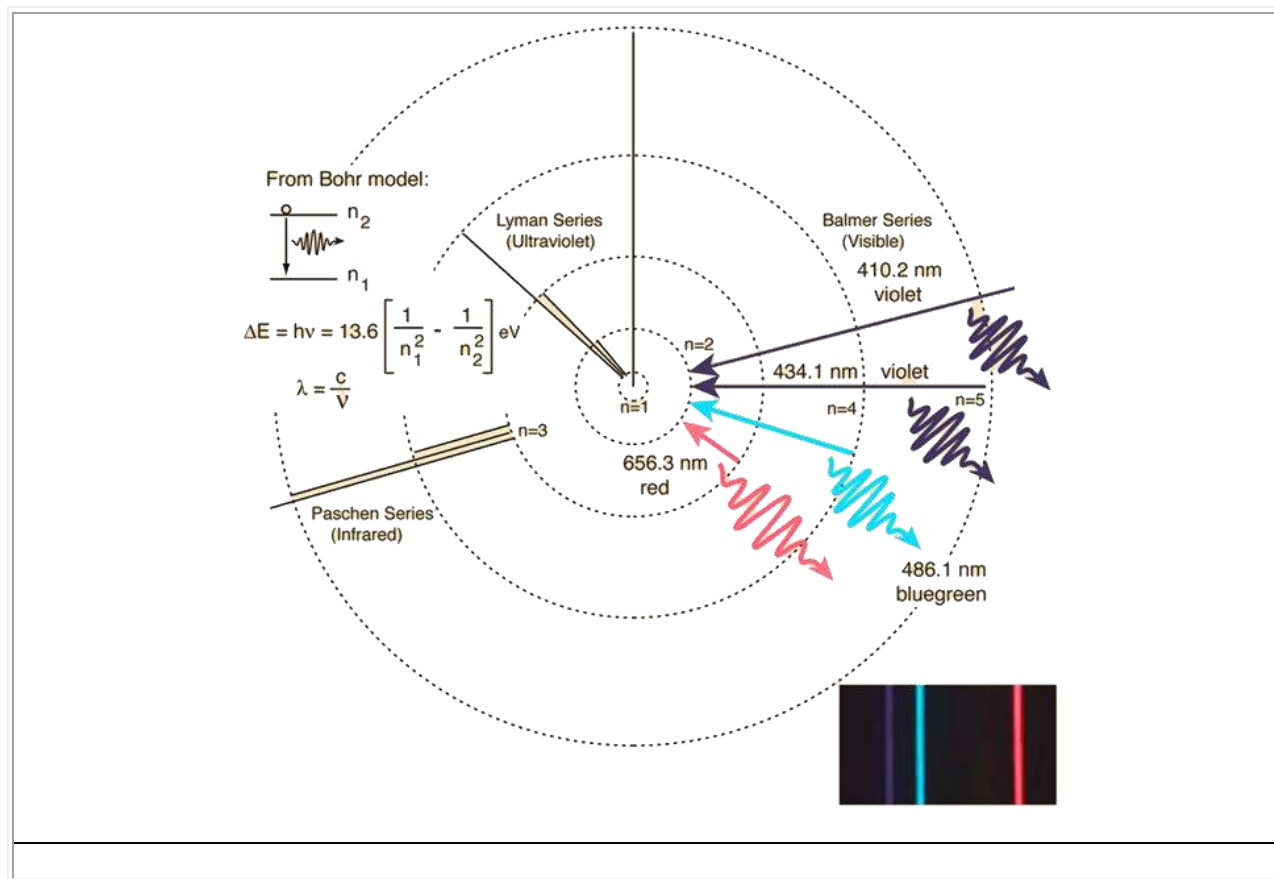 From Bohr model:
n2
n1
ΔE = hν = 13.6 [ 1/n1² - 1/n2² ] eV
λ = c/ν
Lyman Series
(Ultraviolet)
Balmer Series
(Visible)
410.2 nm
violet
n=2
434.1 nm violet
n=1
n=4
n=5
n=3
656.3 nm
red
Paschen Series
(Infrared)
486.1 nm
bluegreen